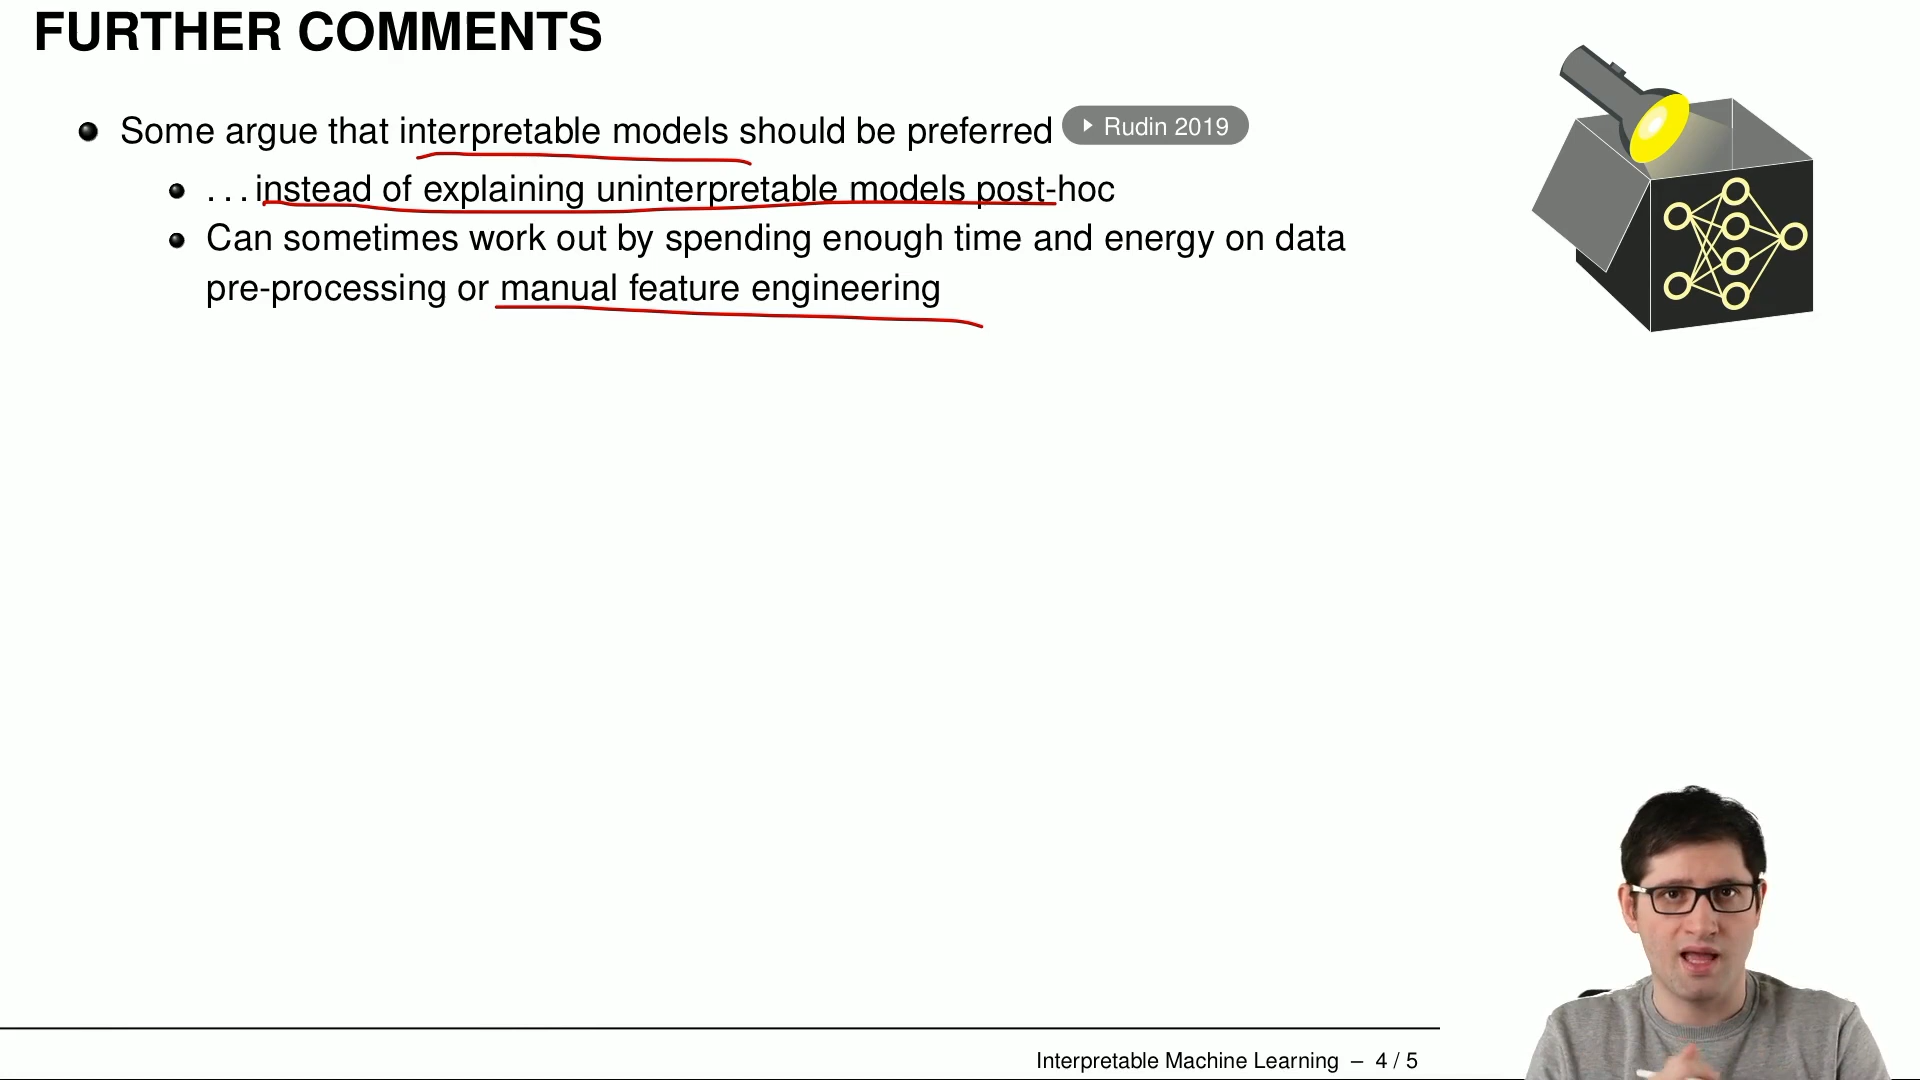 FURTHER COMMENTS
Some argue that interpretable models should be preferred Rudin 2019
...instead of explaining uninterpretable models post-hoc
Can sometimes work out by spending enough time and energy on data
pre-processing or manual feature engineering
Interpretable Machine Learning – 4 / 5